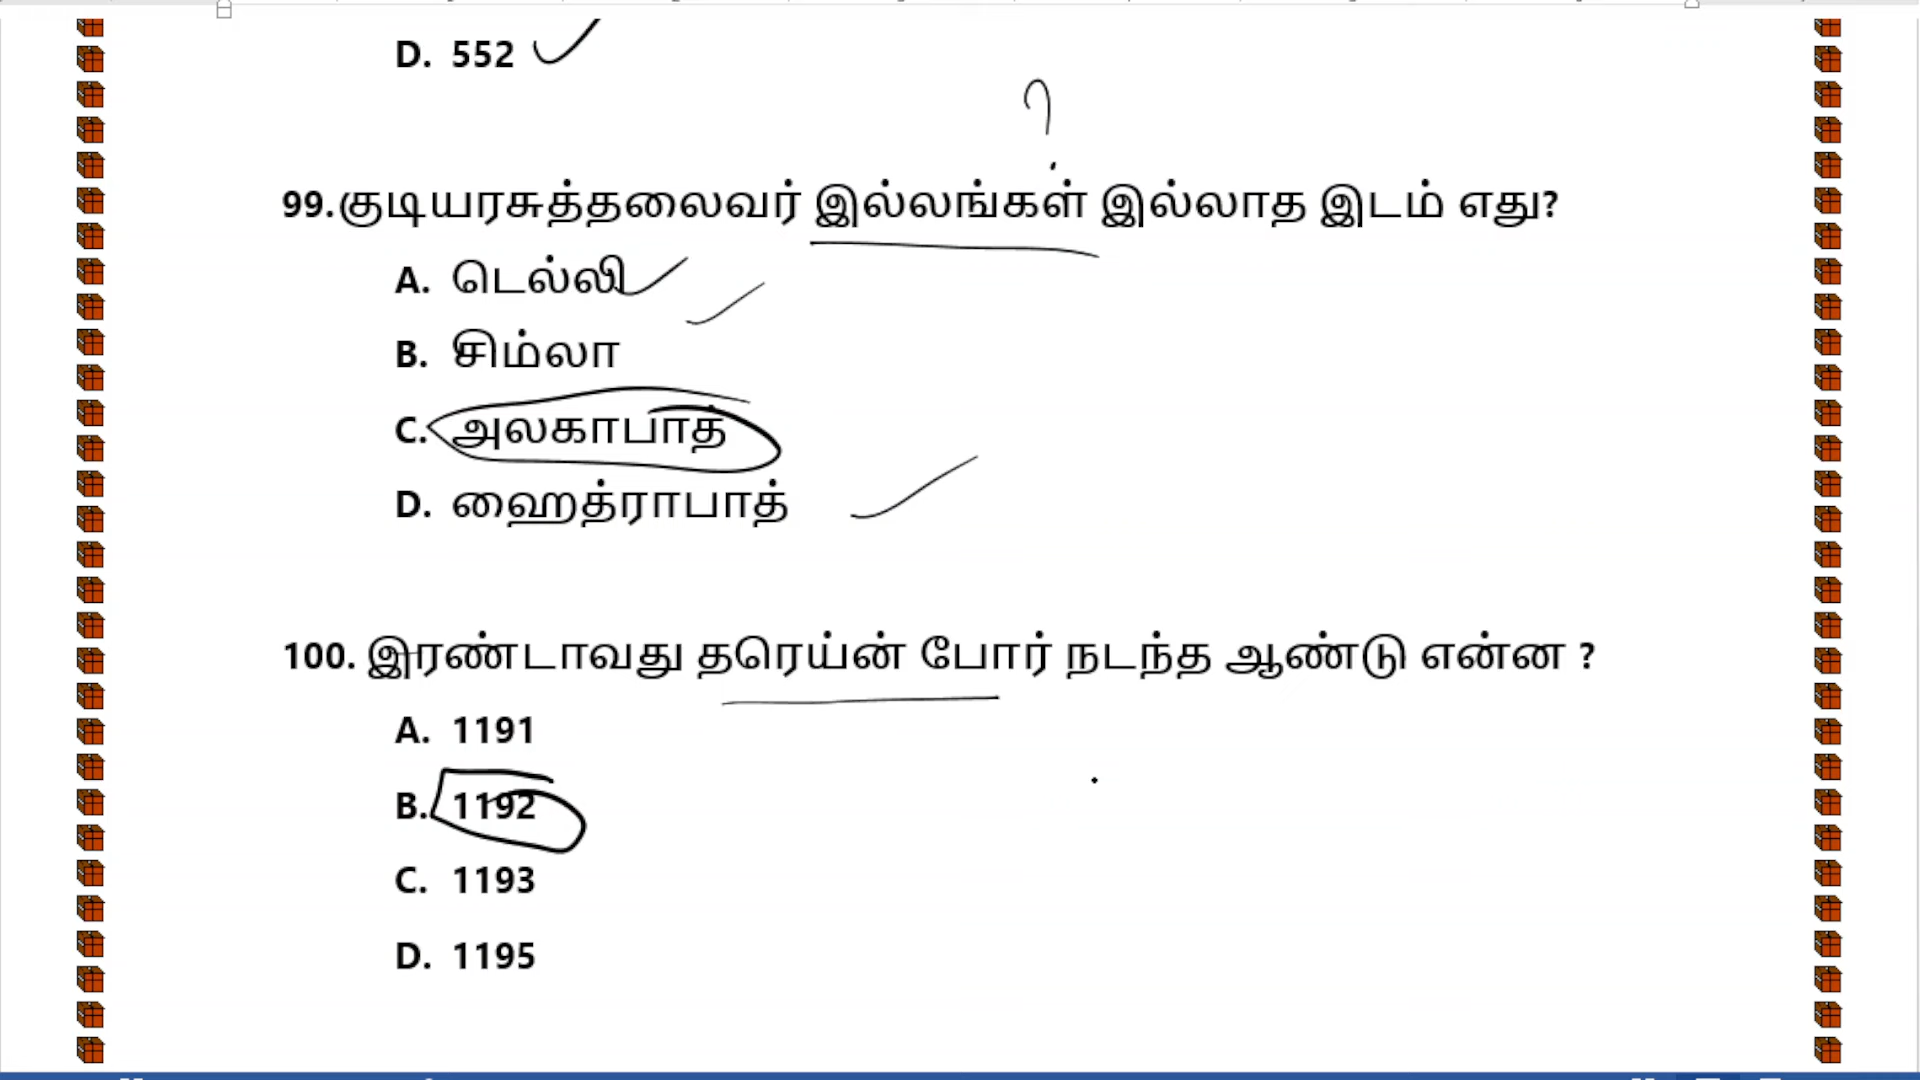 D. 552
99.குடியரசுத்தலைவர் இல்லங்கள் இல்லாத இடம் எது?
A. டெல்லி
B. சிம்லா
C. அலகாபாத்
D. ஹைத்ராபாத்
100. இரண்டாவது தரெய்ன் போர் நடந்த ஆண்டு என்ன ?
A. 1191
B. 1192
C. 1193
D. 1195